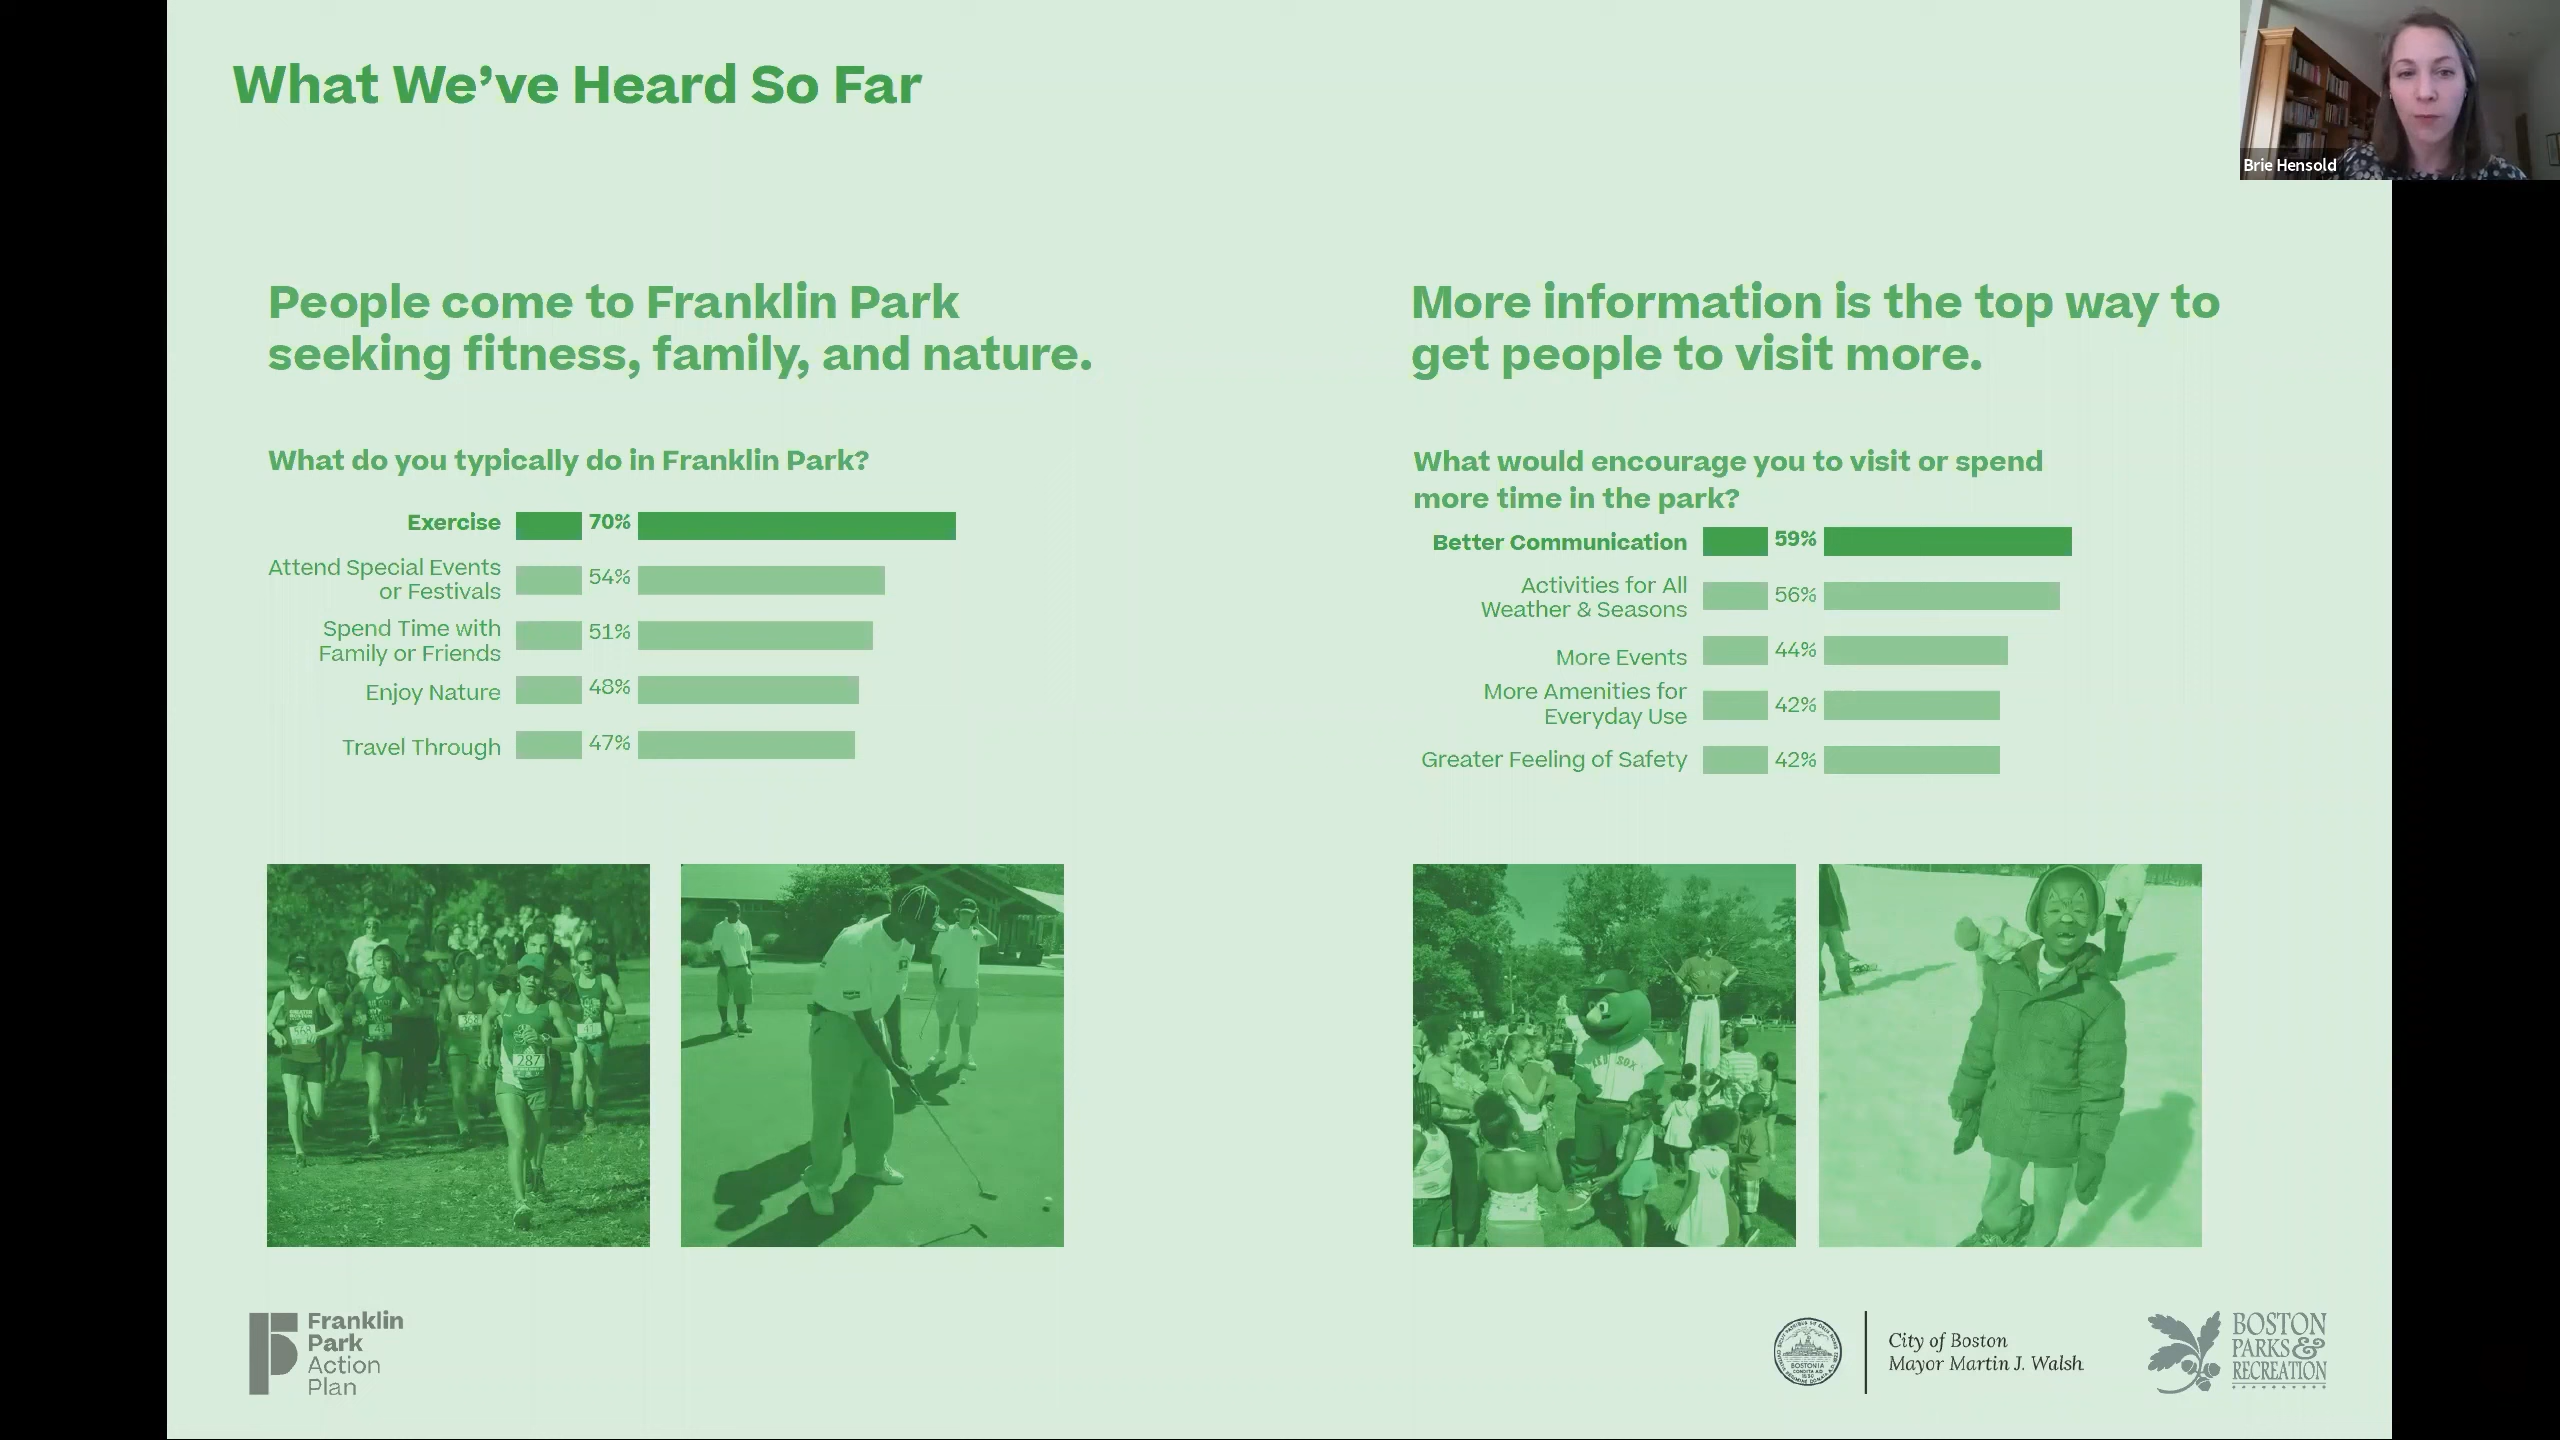 What We've Heard So Far
Brie Hensold
People come to Franklin Park
seeking fitness, family, and nature.
What do you typically do in Franklin Park?
Exercise 70%
Attend Special Events
or Festivals 54%
Spend Time with
Family or Friends 51%
Enjoy Nature 48%
Travel Through 47%
More information is the top way to
get people to visit more.
What would encourage you to visit or spend
more time in the park?
Better Communication 59%
Activities for All
Weather & Seasons 56%
More Events 44%
More Amenities for
Everyday Use 42%
Greater Feeling of Safety 42%
287
SOX
Franklin
Park
Action
Plan
BOSTONIA
City of Boston
Mayor Martin J. Walsh
BOSTON
PARKS &
RECREATION